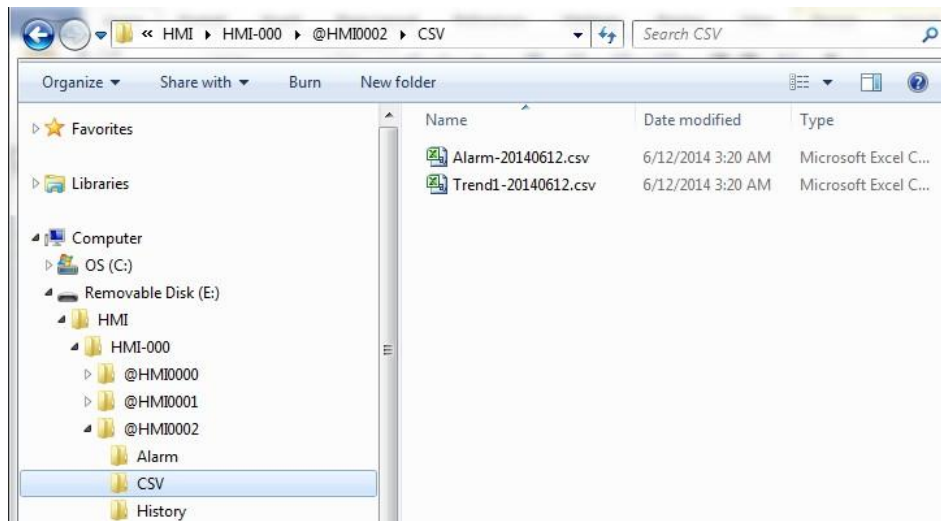 « HMI ▸ HMI-000 ▸ @HMI0002 ▸ CSV
Search CSV
Organize Share with Burn New folder
Favorites
Libraries
Computer
OS (C:)
Removable Disk (E:)
HMI
HMI-000
@HMI0000
@HMI0001
@HMI0002
Alarm
CSV
History
Name Date modified Type
Alarm-20140612.csv 6/12/2014 3:20 AM Microsoft Excel C...
Trend1-20140612.csv 6/12/2014 3:20 AM Microsoft Excel C...